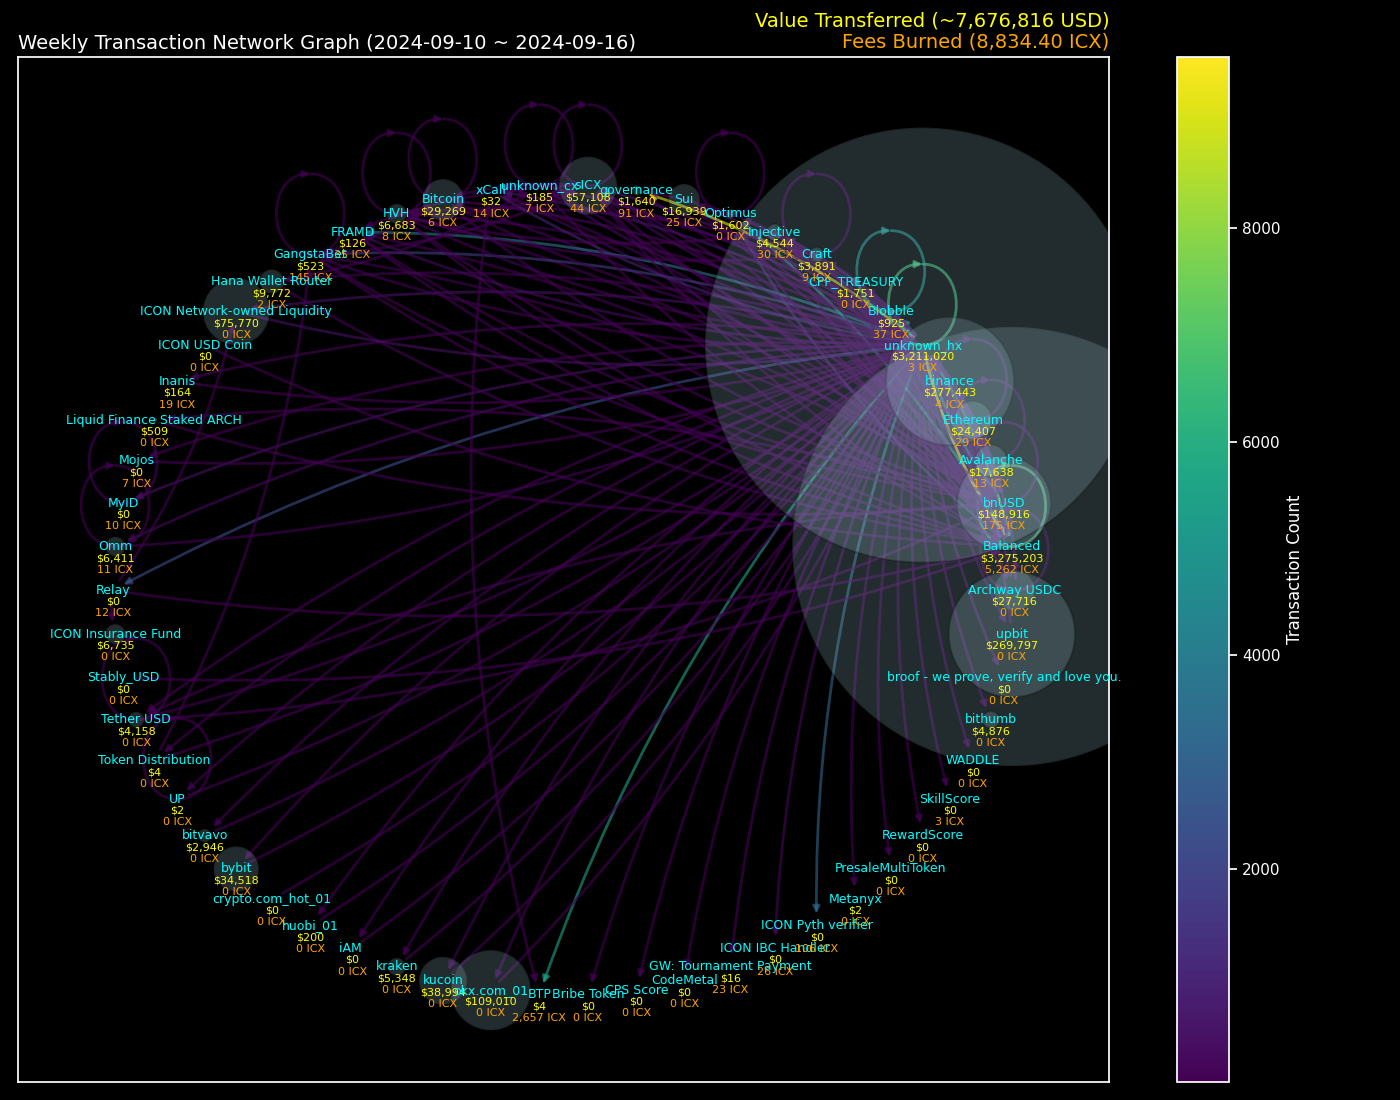 Value Transferred (~7,676,816 USD)
Weekly Transaction Network Graph (2024-09-10 ~ 2024-09-16)
Fees Burned (8,834.40 ICX)
unknown_cx
$185
7 ICX
sICX
$57,108
44 ICX
governance
$1,640
91 ICX
xCall
$32
14 ICX
Sui
$16,939
25 ICX
Bitcoin
$29,269
6 ICX
Optimus
$1,602
0 ICX
HVH
$6,683
8 ICX
Injective
$4,544
30 ICX
FRAMD
$126
Craft
$3,891
9 ICX
GangstaBet
$523
145 ICX
CPF_TREASURY
$1,751
0 ICX
Hana Wallet Router
$9,772
2 ICX
Blobble
$925
37 ICX
ICON Network-owned Liquidity
$75,770
0 ICX
unknown_hx
$3,211,020
3 ICX
ICON USD Coin
$0
0 ICX
binance
$277,443
4 ICX
Inanis
$164
19 ICX
Ethereum
$24,407
29 ICX
Liquid Finance Staked ARCH
$509
0 ICX
Avalanche
$17,638
13 ICX
Mojos
$0
7 ICX
bnUSD
$148,916
175 ICX
MyID
$0
10 ICX
Balanced
$3,275,203
5,262 ICX
Omm
$6,411
11 ICX
Archway USDC
$27,716
0 ICX
Relay
$0
12 ICX
upbit
$269,797
0 ICX
ICON Insurance Fund
$6,735
0 ICX
broof - we prove, verify and love you.
$0
0 ICX
Stably_USD
$0
0 ICX
bithumb
$4,876
0 ICX
Tether USD
$4,158
0 ICX
WADDLE
$0
0 ICX
Token Distribution
$4
0 ICX
SkillScore
$0
3 ICX
UP
$2
0 ICX
RewardScore
$0
0 ICX
bitvavo
$2,946
0 ICX
PresaleMultiToken
$0
0 ICX
bybit
$34,518
0 ICX
Metanyx
$2
0 ICX
crypto.com_hot_01
$0
0 ICX
ICON Pyth verifier
$0
huobi_01
$200
0 ICX
ICON IBC Handler
$0
iAM
$0
0 ICX
GW: Tournament Payment
$16
23 ICX
kraken
$5,348
0 ICX
CodeMetal
$0
0 ICX
kucoin
$38,994
0 ICX
CPS Score
$0
0 ICX
okx.com_01
$109,010
0 ICX
BTP
$4
2,657 ICX
Bribe Token
$0
0 ICX
8000
6000
4000
2000
Transaction Count